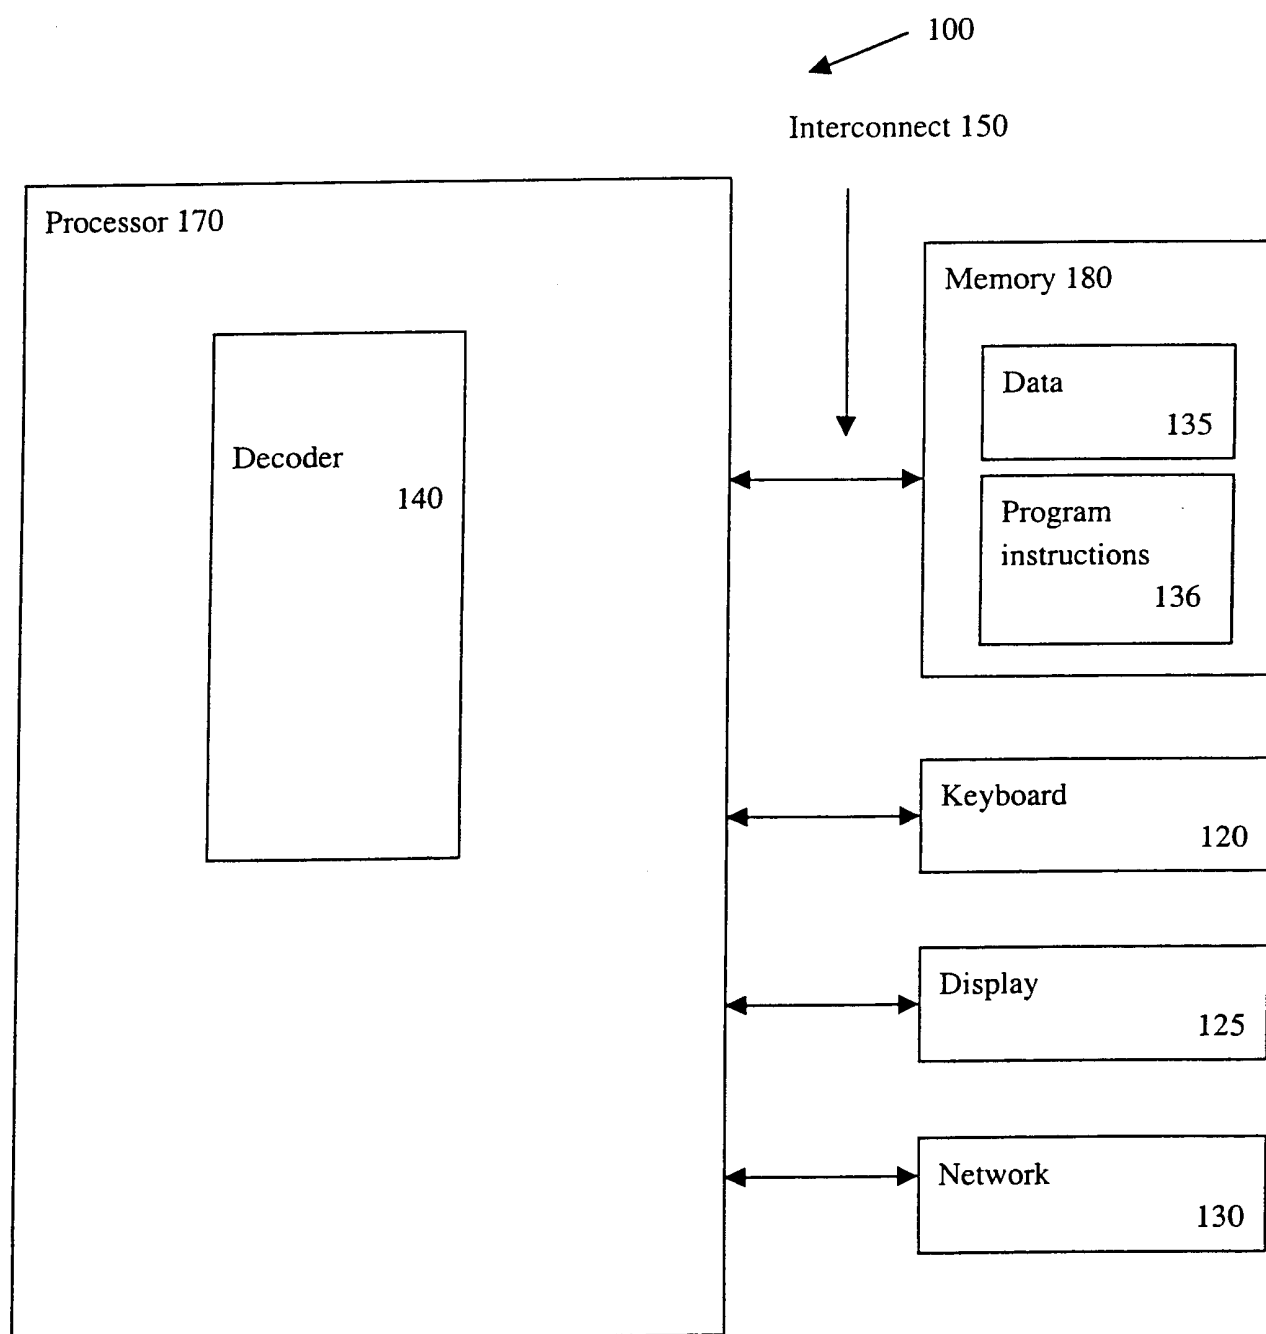 100
Interconnect 150
Processor 170
Memory 180
Data
135
Decoder
140
Program
instructions
136
Keyboard
120
Display
125
Network
130